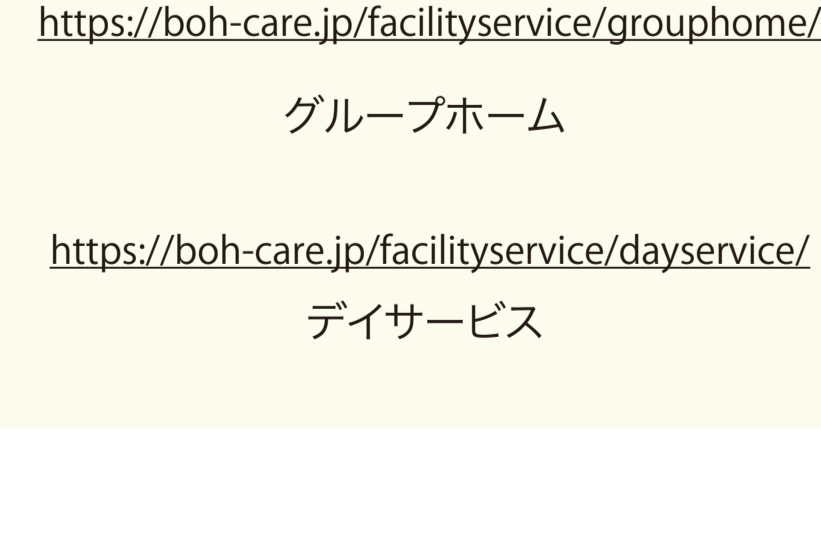 https://boh-care.jp/facilityservice/grouphome/
グループホーム
https://boh-care.jp/facilityservice/dayservice/
デイサービス